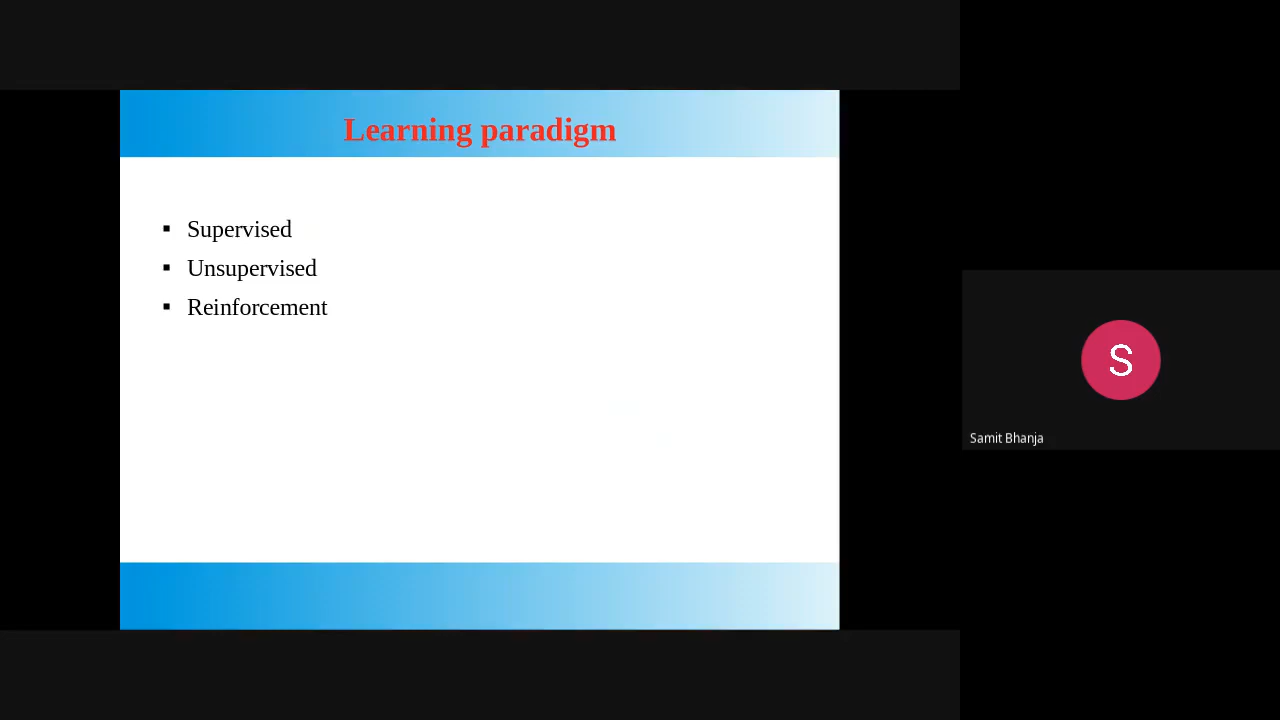 Learning paradigm
▪ Supervised
▪ Unsupervised
▪ Reinforcement
S
Samit Bhanja